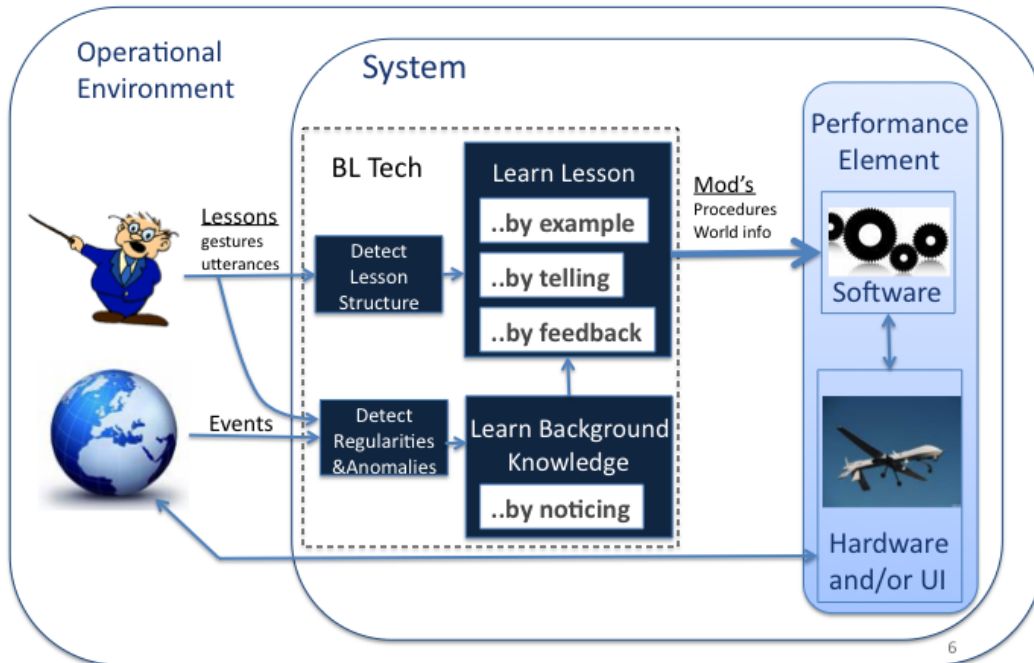 Operational
Environment
System
BL Tech
Lessons
gestures
utterances
Detect
Lesson
Structure
Learn Lesson
..by example
..by telling
..by feedback
Mod's
Procedures
World info
Performance
Element
Software
Events
Detect
Regularities
&Anomalies
Learn Background
Knowledge
..by noticing
Hardware
and/or UI
6